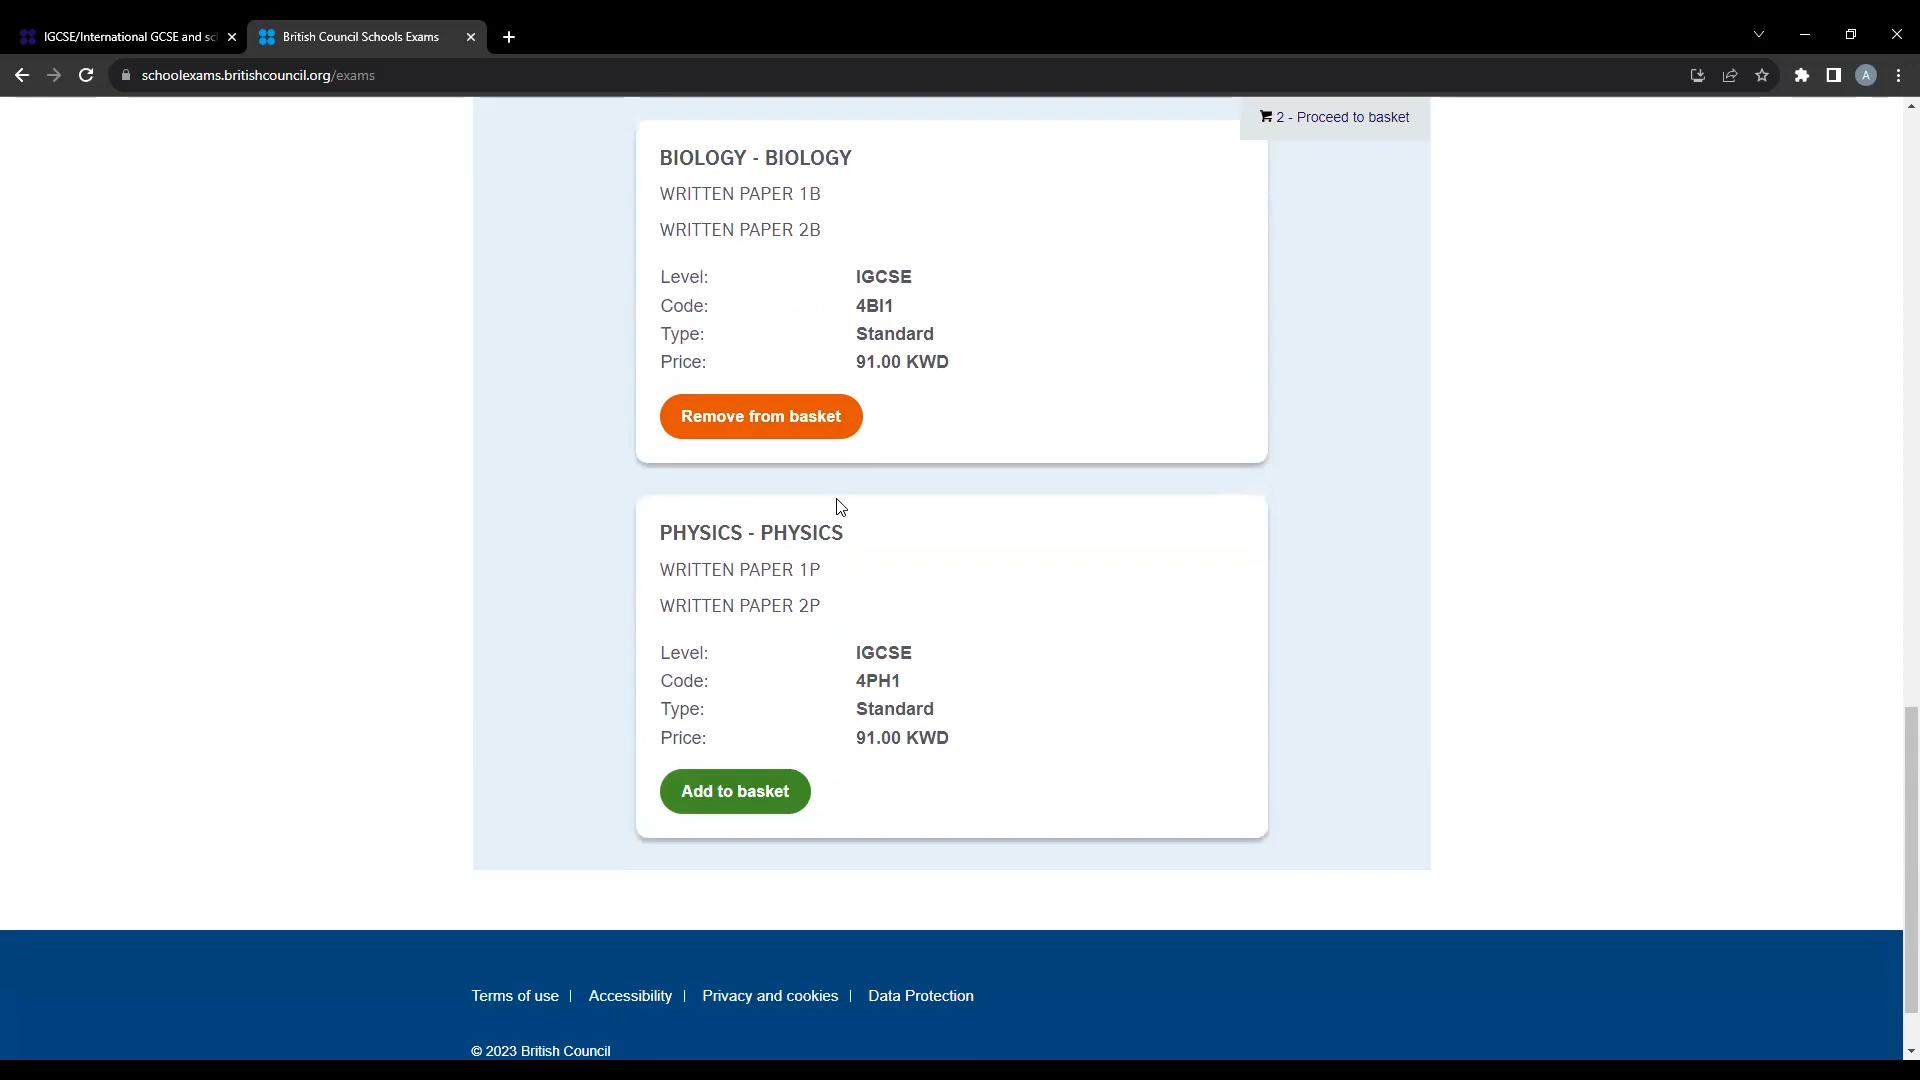 IGCSE/International GCSE and sc
British Council Schools Exams
schoolexams.britishcouncil.org/exams
A
2 - Proceed to basket
BIOLOGY - BIOLOGY
WRITTEN PAPER 1B
WRITTEN PAPER 2B
Level: IGCSE
Code: 4BI1
Type: Standard
Price: 91.00 KWD
Remove from basket
PHYSICS - PHYSICS
WRITTEN PAPER 1P
WRITTEN PAPER 2P
Level: IGCSE
Code: 4PH1
Type: Standard
Price: 91.00 KWD
Add to basket
Terms of use | Accessibility | Privacy and cookies | Data Protection
© 2023 British Council